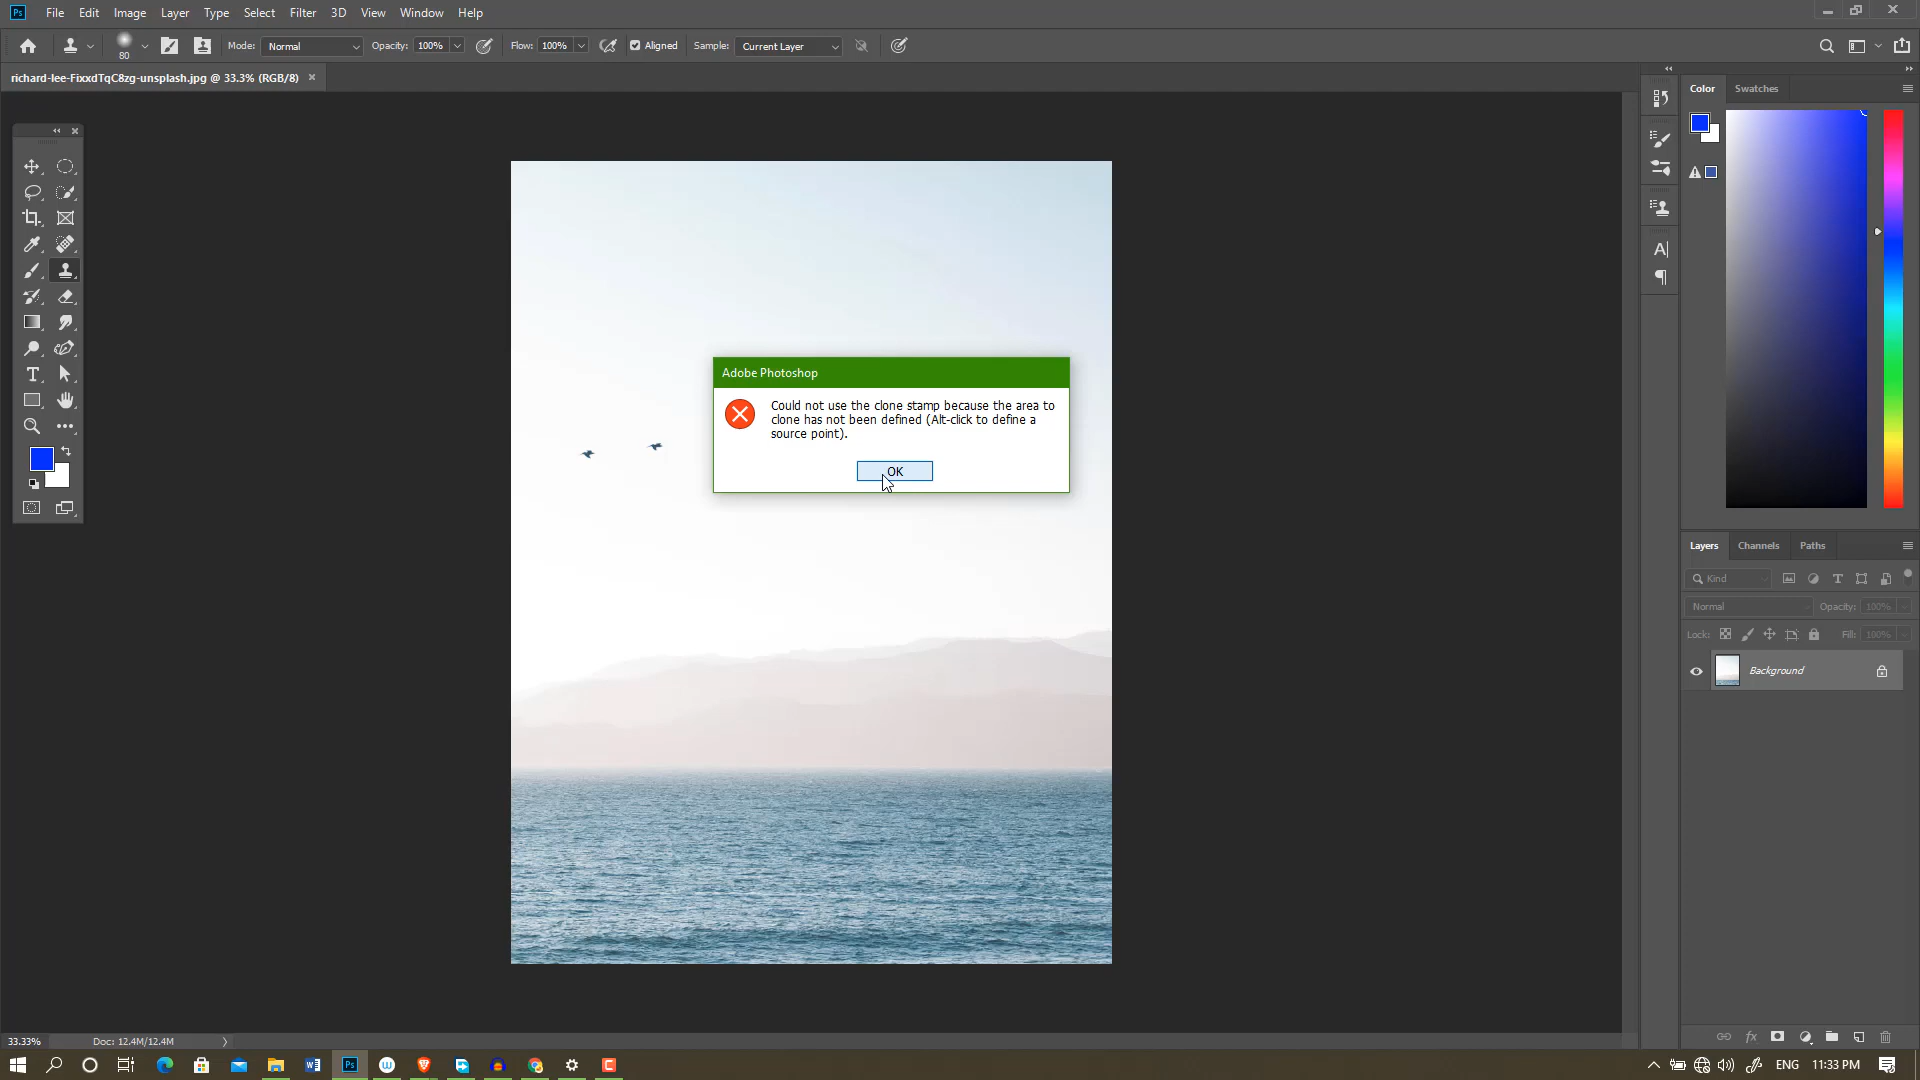 Ps File Edit Image Layer Type Select Filter 3D View Window Help
80 Mode: Normal Opacity: 100% Flow: 100% Aligned Sample: Current Layer
richard-lee-FixxdTqC8zg-unsplash.jpg @ 33.3% (RGB/8)
Color Swatches
Adobe Photoshop
Could not use the clone stamp because the area to
clone has not been defined (Alt-click to define a
source point).
OK
Layers Channels Paths
Kind
Normal Opacity: 100%
Lock: Fill: 100%
Background
33.33% Doc: 12.4M/12.4M
Ps ENG 11:33 PM